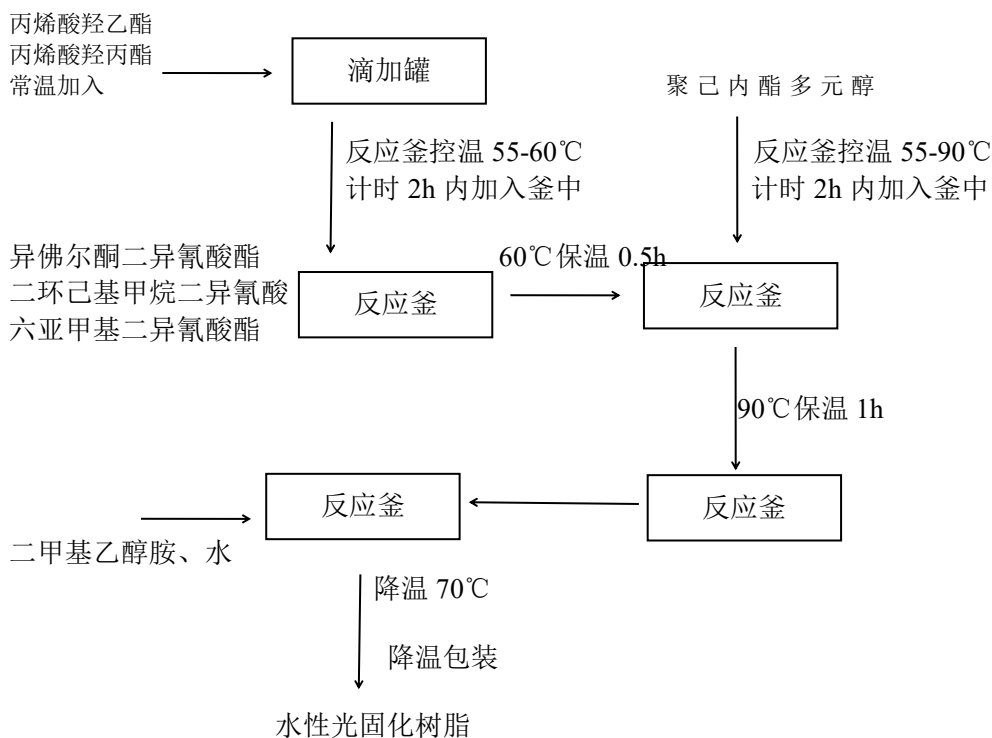 丙烯酸羟乙酯
丙烯酸羟丙酯
常温加入
滴加罐
聚己内酯多元醇
反应釜控温 55-60℃
计时 2h 内加入釜中
反应釜控温 55-90℃
计时 2h 内加入釜中
异佛尔酮二异氰酸酯
二环己基甲烷二异氰酸
六亚甲基二异氰酸酯
反应釜
60℃保温 0.5h
反应釜
90℃保温 1h
反应釜
反应釜
二甲基乙醇胺、水
降温 70℃
降温包装
水性光固化树脂